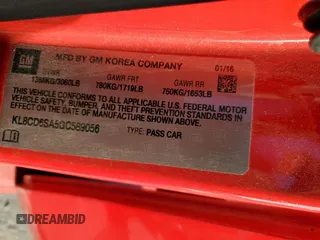 GM
MFD BY GM KOREA COMPANY 01/16
GVWR GAWR FRT GAWR RR
1388KG/3060LB 780KG/1719LB 750KG/1653LB
THIS VEHICLE CONFORMS TO ALL APPLICABLE U.S. FEDERAL MOTOR
VEHICLE SAFETY, BUMPER, AND THEFT PREVENTION STANDARDS IN
EFFECT ON THE DATE OF MANUFACTURE SHOWN ABOVE.
KL8CD6SA5GC589056 TYPE: PASS CAR
DREAMBID